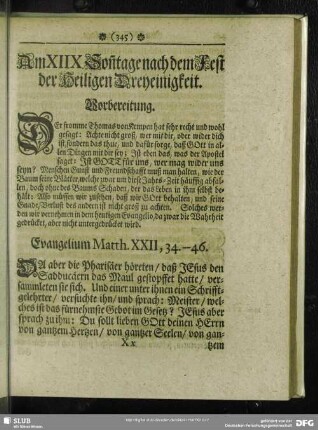 (345)
Am XIIX Soñtage nach dem Fest
der Heiligen Dreyeinigkeit.
Vorbereitung.
DEr fromme Thomas von Kempen hat sehr recht und wohl
gesagt: Achte nicht groß, wer mit dir, oder wider dich
ist, sondern das thue, und dafür sorge, daß GOtt in al-
len Dingen mit dir sey; Ist eben das, was der Apostel
saget: Ist GOTT für uns, wer mag wider uns
seyn? Menschen Gunst und Freundschafft muß man halten, wie der
Baum seine Blätter, welche zwar um diese Jahrs-Zeit häuffig abfal-
len, doch ohne des Baums Schaden, der das Leben in ihm selbst be-
hält: Also müssen wir zusehen, daß wir GOtt behalten, und seine
Gnade, Verlust des andern ist nicht groß zu achten. Solches wer-
den wir vernehmen in dem heutigen Evangelio, da zwar die Wahrheit
gedrücket, aber nicht untergedrücket wird.
Evangelium Matth. XXII, 34.-46.
DA aber die Pharisäer höreten/ daß JEsus den
Sadducäern das Maul gestopffet hatte/ ver-
sammleten sie sich. Und einer unter ihnen ein Schrifft-
gelehrter/ versuchte ihn/ und sprach: Meister/ wel-
ches ist das fürnehmste Gebot im Gesetz? JEsus aber
sprach zu ihm: Du solt lieben GOtt deinen HErrn
von gantzem Hertzen/ von gantzer Seelen/ von gan-
X x
tzem
SLUB
DFG